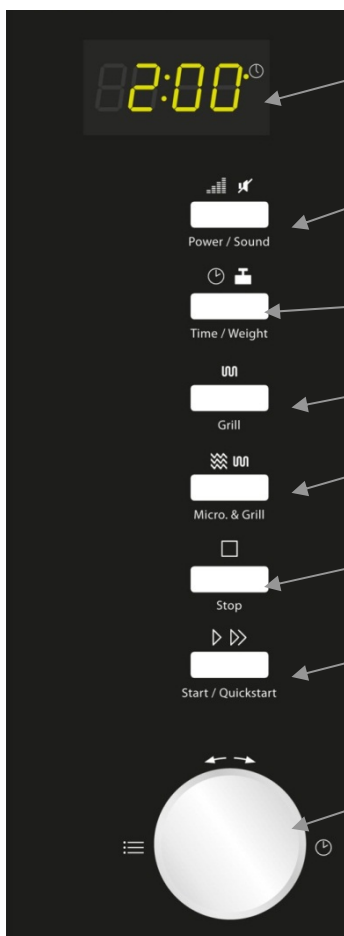 2:00
Power / Sound
Time / Weight
Grill
Micro. & Grill
Stop
Start / Quickstart